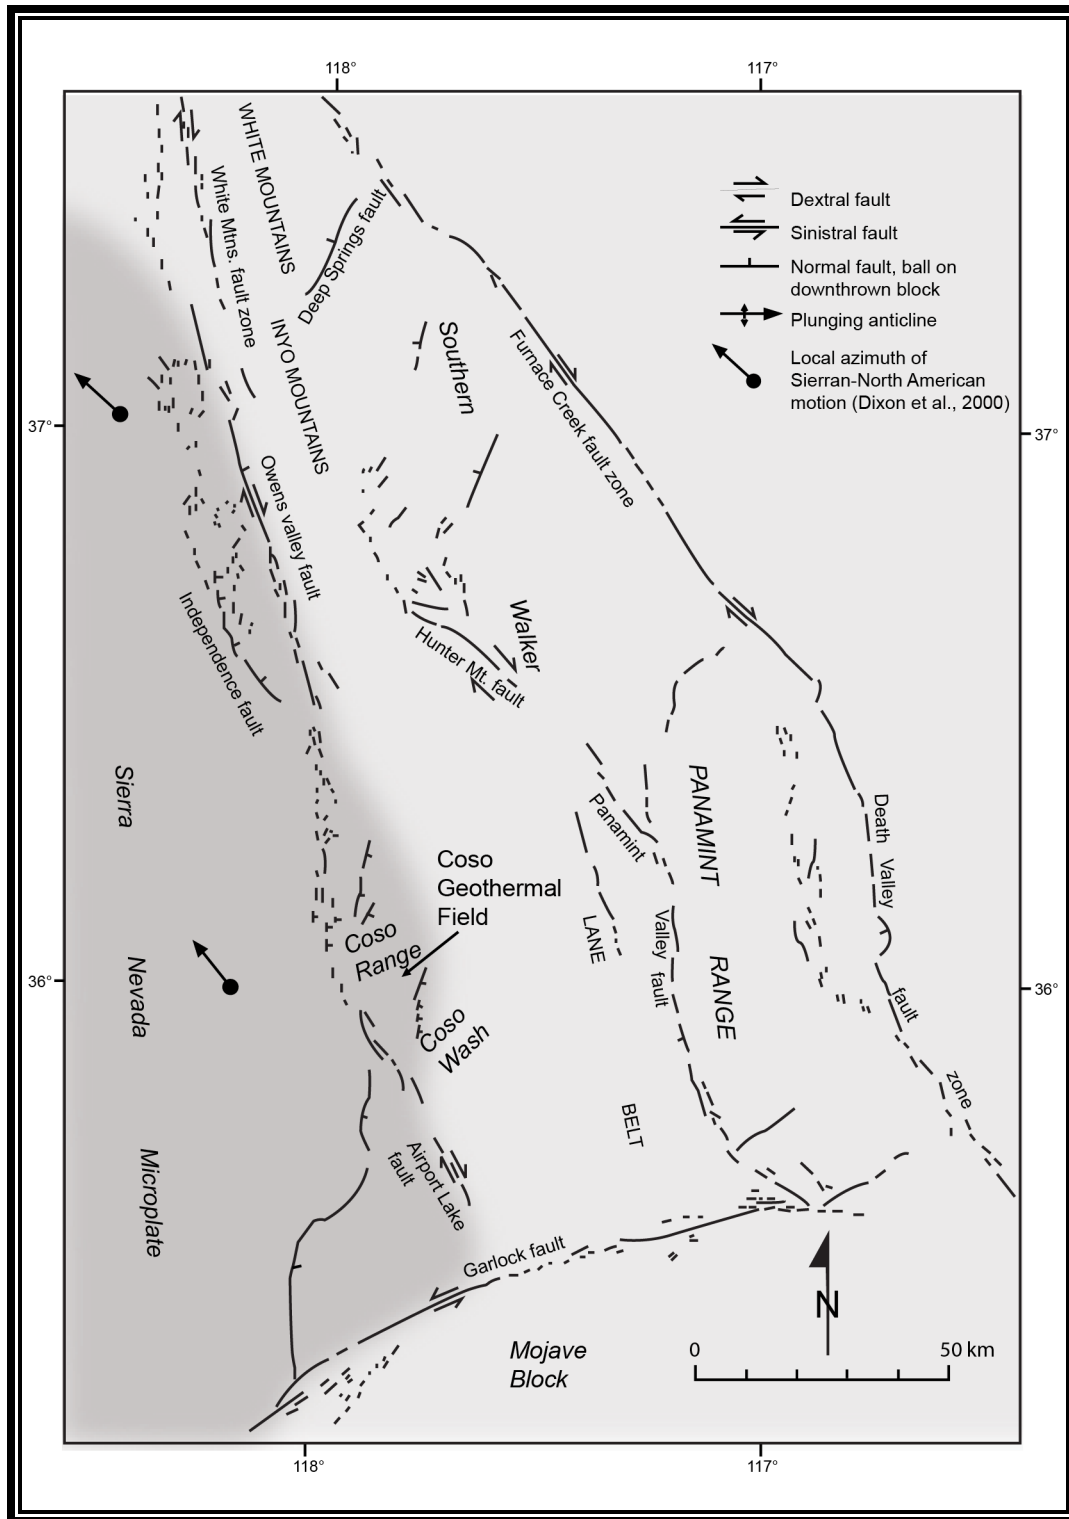 118°
117°
WHITE MOUNTAINS
White Mtns. fault zone
Deep Springs fault
Dextral fault
Sinistral fault
Normal fault, ball on
downthrown block
Plunging anticline
Local azimuth of
Sierran-North American
motion (Dixon et al., 2000)
INYO MOUNTAINS
Southern
Furnace Creek fault zone
37°
37°
Owens valley fault
Independence fault
Walker
Hunter Mt. fault
Sierra
Panamint
PANAMINT
Death
Valley
Coso
Geothermal
Field
Coso
Range
LANE
Valley
fault
RANGE
Nevada
36°
36°
fault
Coso
Wash
zone
BELT
Microplate
Airport Lake
fault
Garlock fault
N
Mojave
Block
0
50 km
118°
117°